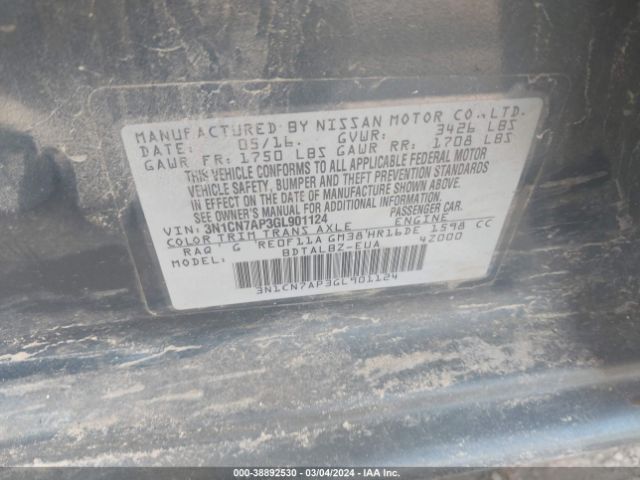 MANUFACTURED BY NISSAN MOTOR CO., LTD.
DATE: 05/16. GVWR: 3426 LBS
GAWR FR: 1750 LBS GAWR RR: 1708 LBS
THIS VEHICLE CONFORMS TO ALL APPLICABLE FEDERAL MOTOR
VEHICLE SAFETY, BUMPER AND THEFT PREVENTION STANDARDS
IN EFFECT ON THE DATE OF MANUFACTURE SHOWN ABOVE.
SEE OWNER'S MANUAL FOR ADDITIONAL INFORMATION.
VIN: 3N1CN7AP3GL901124 PASSENGER CAR.
COLOR TRIM TRANS AXLE ENGINE
RAQ G RE0F11A GM38 HR16DE 1598 CC
MODEL: BDTALBZ-EUA 42000
3N1CN7AP3GL901124
000-38892530 - 03/04/2024 - IAA Inc.